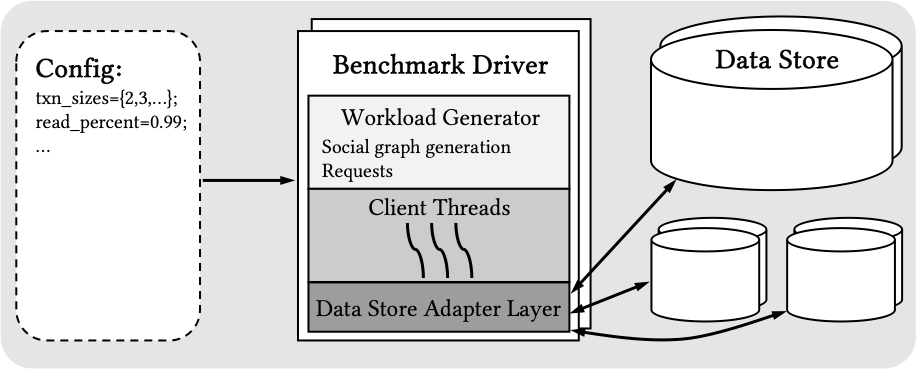 Config:
txn_sizes={2,3,...};
read_percent=0.99;
...
Benchmark Driver
Workload Generator
Social graph generation
Requests
Client Threads
Data Store Adapter Layer
Data Store